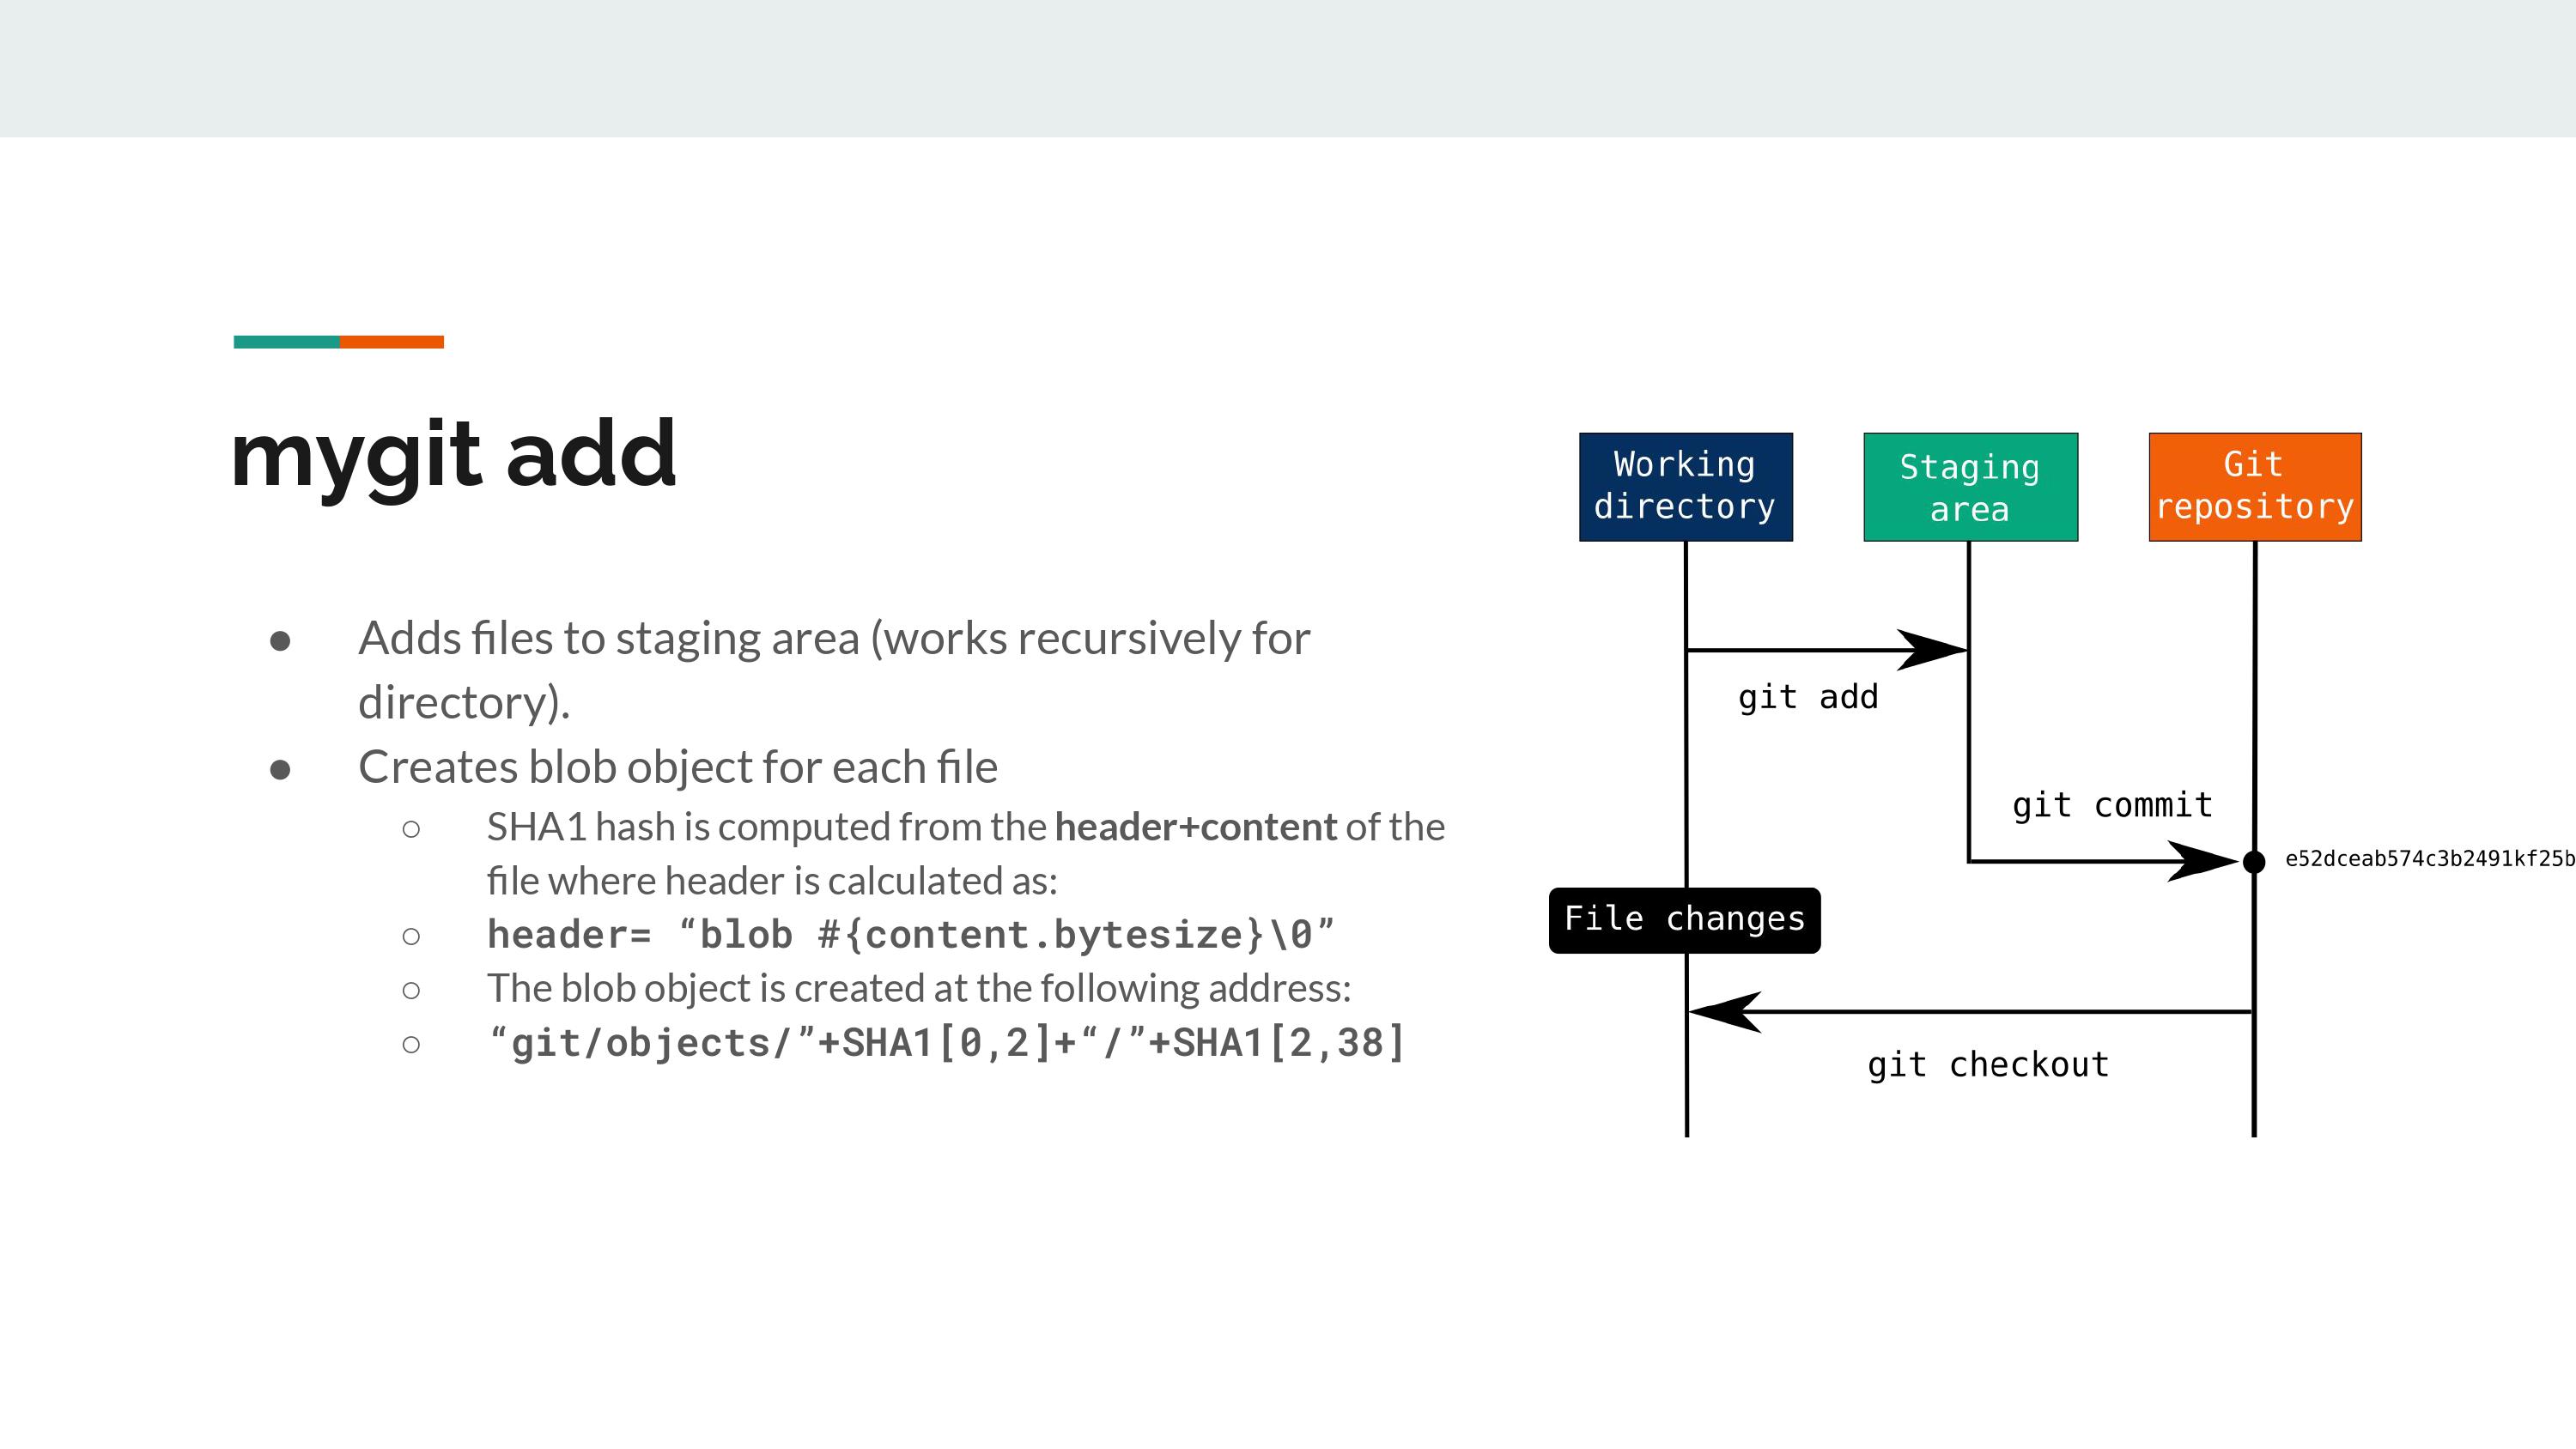 mygit add
● Adds files to staging area (works recursively for
directory).
● Creates blob object for each file
○ SHA1 hash is computed from the header+content of the
file where header is calculated as:
○ header= “blob #{content.bytesize}\0”
○ The blob object is created at the following address:
○ “git/objects/”+SHA1[0,2]+“/”+SHA1[2,38]
Working
directory
Staging
area
Git
repository
git add
git commit
e52dceab574c3b2491kf25b
File changes
git checkout